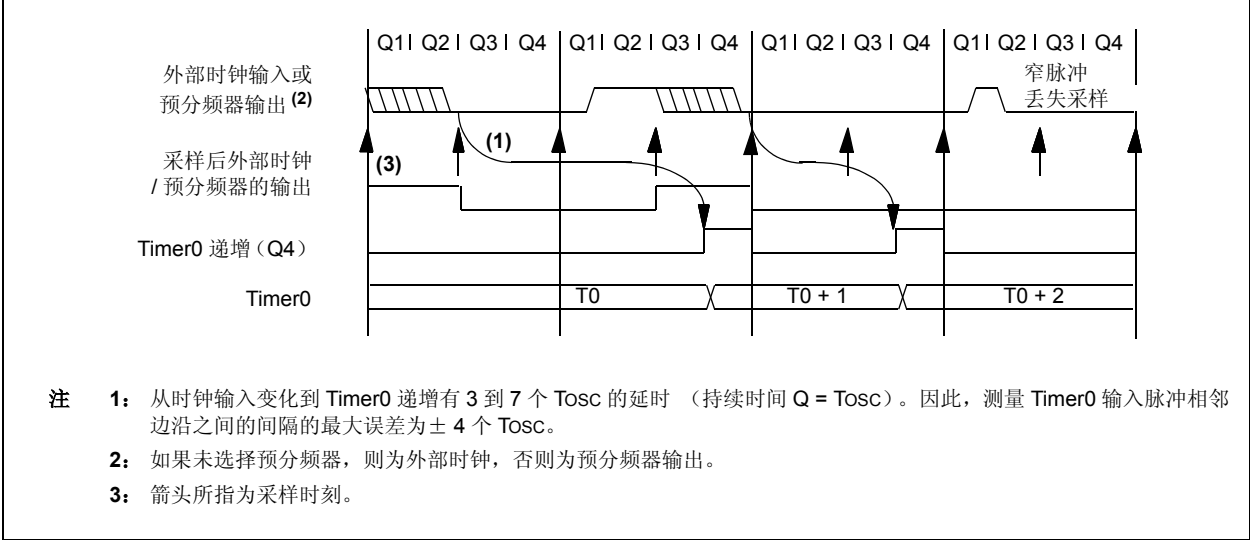 Q1 Q2 Q3 Q4 Q1 Q2 Q3 Q4 Q1 Q2 Q3 Q4 Q1 Q2 Q3 Q4
外部时钟输入或
预分频器输出 (2)
窄脉冲
丢失采样
(1)
(3)
采样后外部时钟
/ 预分频器的输出
Timer0 递增（Q4）
Timer0
T0
T0 + 1
T0 + 2
注 1： 从时钟输入变化到 Timer0 递增有 3 到 7 个 TOSC 的延时 （持续时间 Q = TOSC）。因此，测量 Timer0 输入脉冲相邻
边沿之间的间隔的最大误差为± 4 个 TOSC。
2： 如果未选择预分频器，则为外部时钟，否则为预分频器输出。
3： 箭头所指为采样时刻。